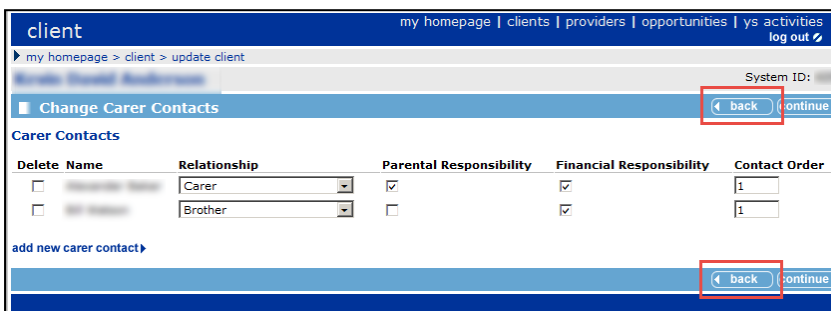 client
my homepage | clients | providers | opportunities | ys activities
log out
my homepage > client > update client
System ID:
Change Carer Contacts
back continue
Carer Contacts
Delete Name Relationship Parental Responsibility Financial Responsibility Contact Order
Carer 1
Brother 1
add new carer contact
back continue